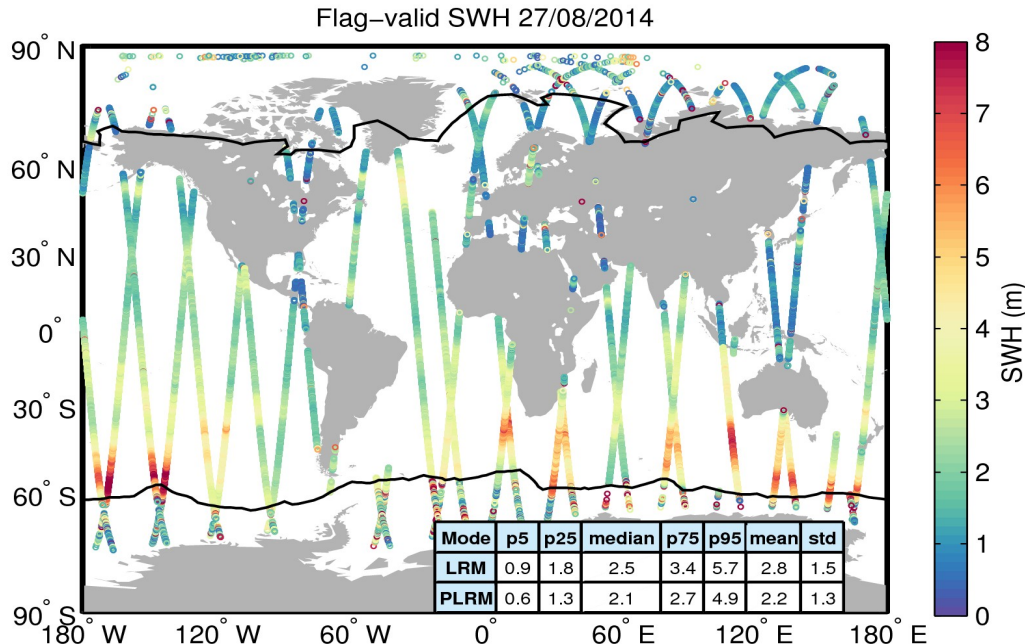 Flag-valid SWH 27/08/2014
90° N
60° N
30° N
0°
30° S
60° S
90° S
180° W
120° W
60° W
0°
60° E
120° E
180° E
8
7
6
5
4
3
2
1
0
SWH (m)
Mode p5 p25 median p75 p95 mean std
LRM 0.9 1.8 2.5 3.4 5.7 2.8 1.5
PLRM 0.6 1.3 2.1 2.7 4.9 2.2 1.3